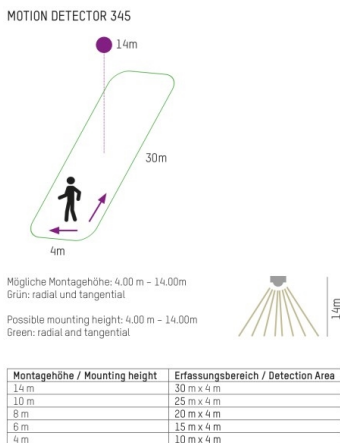 MOTION DETECTOR 345
14m
30m
4m
Mögliche Montagehöhe: 4.00 m – 14.00m
Grün: radial und tangential
Possible mounting height: 4.00 m – 14.00m
Green: radial and tangential
14m
Montagehöhe / Mounting height Erfassungsbereich / Detection Area
14 m 30 m x 4 m
10 m 25 m x 4 m
8 m 20 m x 4 m
6 m 15 m x 4 m
4 m 10 m x 4 m